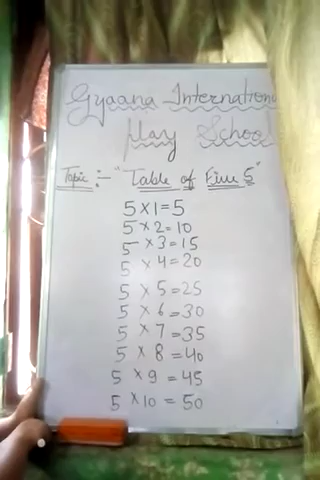 Gyaana International
Play School
Topic :- "Table of Five 5"
5 × 1 = 5
5 × 2 = 10
5 × 3 = 15
5 × 4 = 20
5 × 5 = 25
5 × 6 = 30
5 × 7 = 35
5 × 8 = 40
5 × 9 = 45
5 × 10 = 50